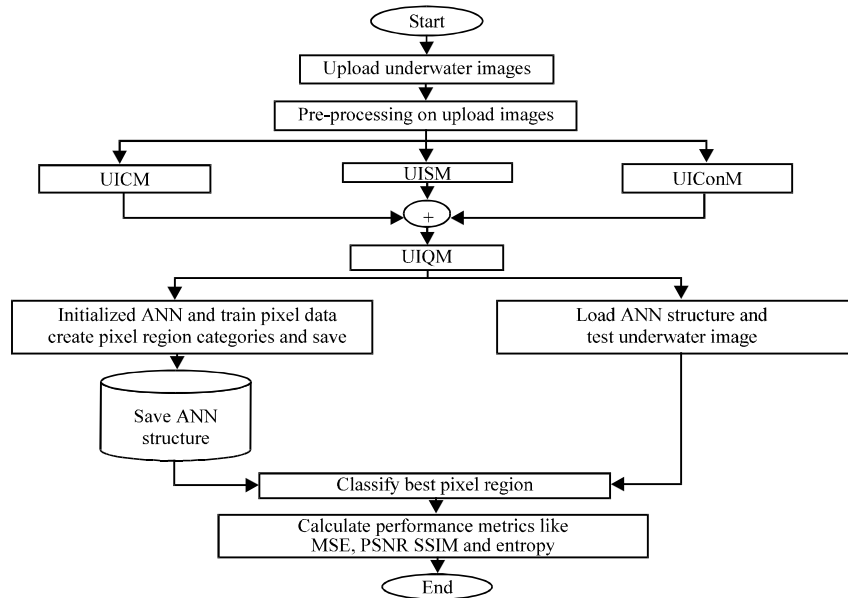 Start
Upload underwater images
Pre-processing on upload images
UICM
UISM
UIConM
+
UIQM
Initialized ANN and train pixel data
create pixel region categories and save
Load ANN structure and
test underwater image
Save ANN
structure
Classify best pixel region
Calculate performance metrics like
MSE, PSNR SSIM and entropy
End